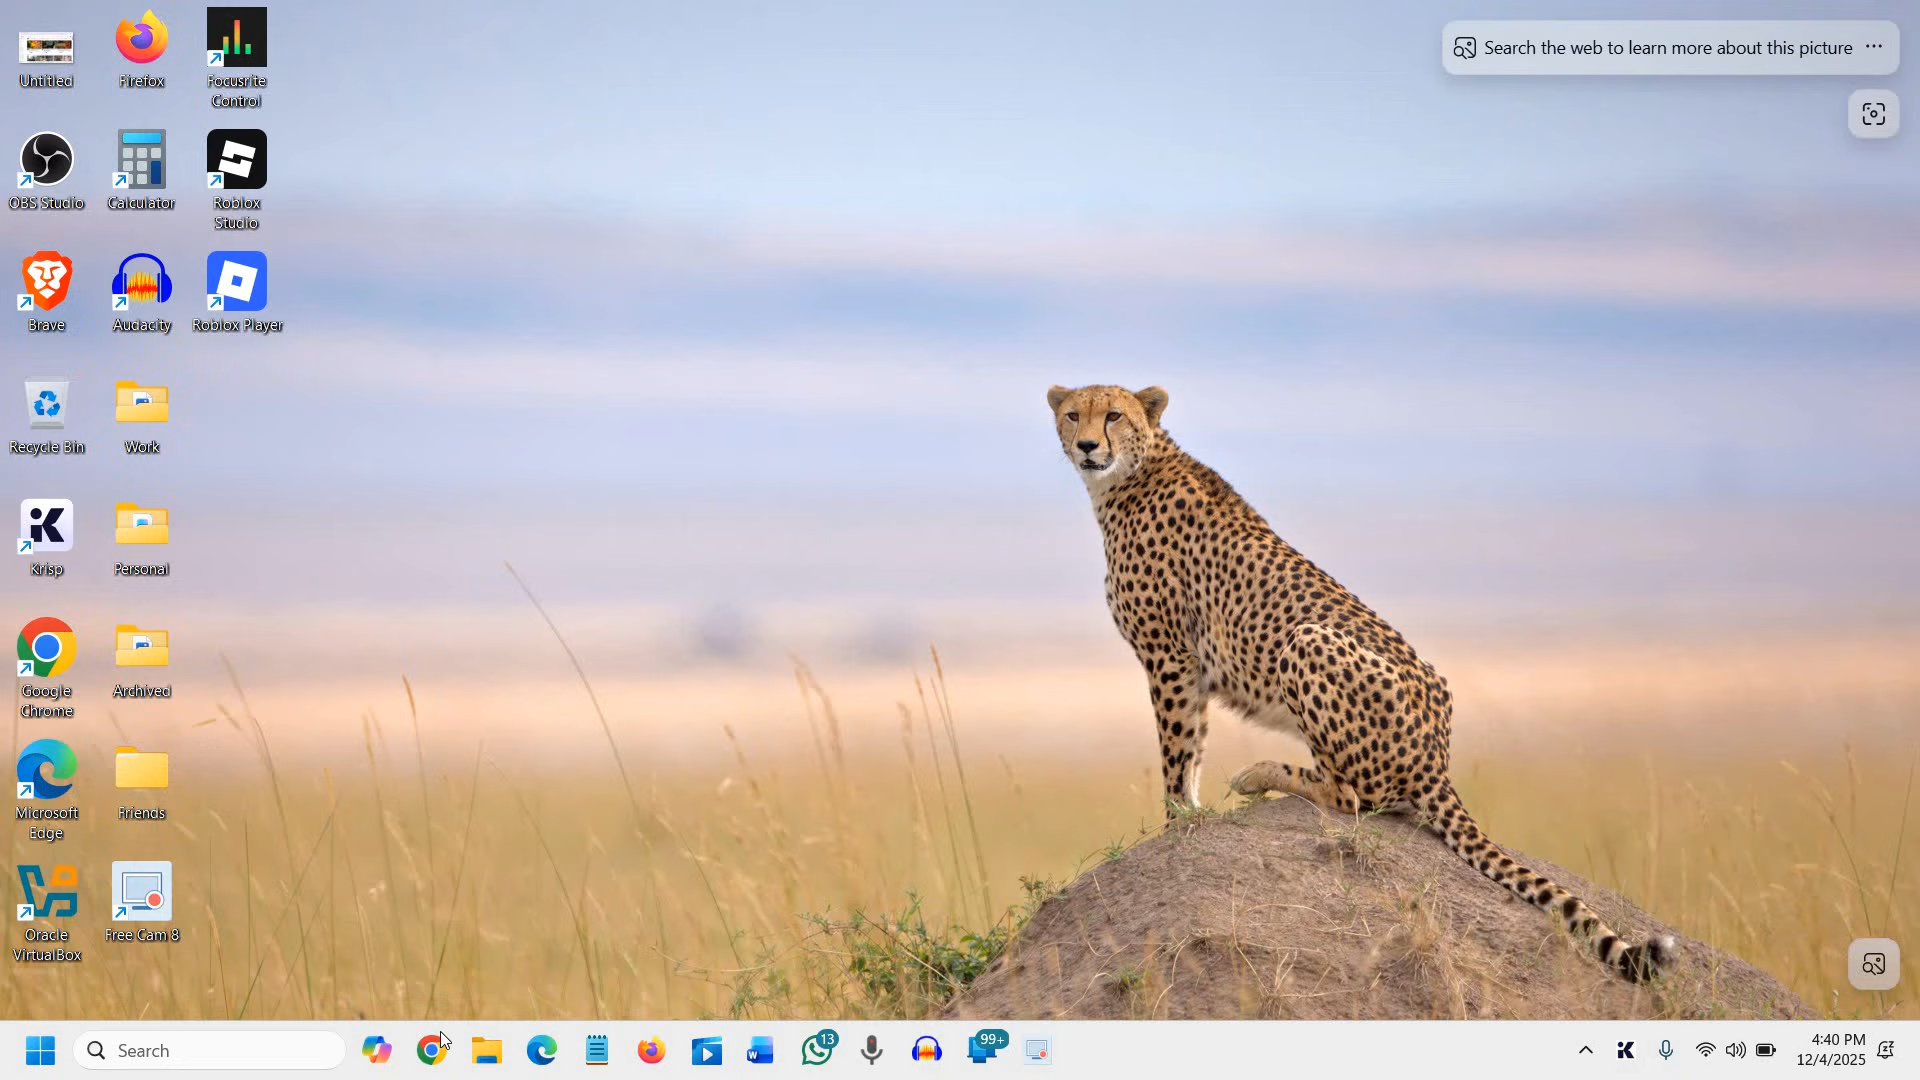 Untitled
Firefox
Focusrite
Control
Search the web to learn more about this picture
OBS Studio
Calculator
Roblox
Studio
Brave
Audacity
Roblox Player
Recycle Bin
Work
Krisp
Personal
Google
Chrome
Archived
Microsoft
Edge
Friends
Oracle
VirtualBox
Free Cam 8
Search
13
99+
4:40 PM
12/4/2025